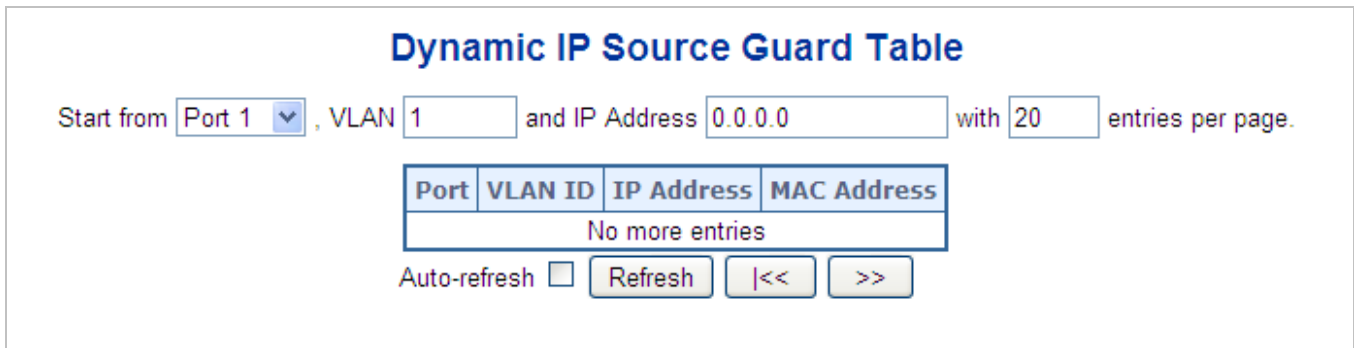 Dynamic IP Source Guard Table
Start from Port 1 , VLAN 1 and IP Address 0.0.0.0 with 20 entries per page.
Port VLAN ID IP Address MAC Address
No more entries
Auto-refresh Refresh |<< >>